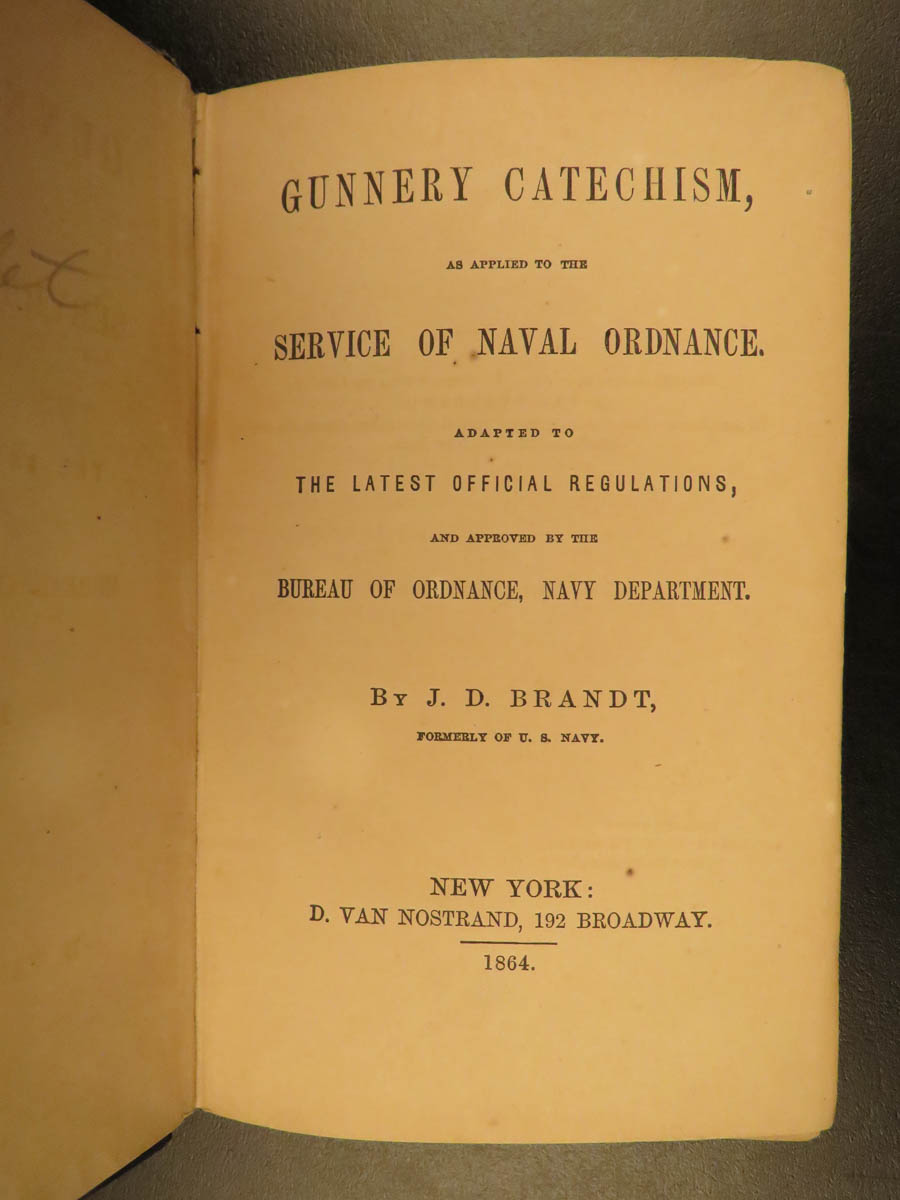 GUNNERY CATECHISM,
AS APPLIED TO THE
SERVICE OF NAVAL ORDNANCE.
ADAPTED TO
THE LATEST OFFICIAL REGULATIONS,
AND APPROVED BY THE
BUREAU OF ORDNANCE, NAVY DEPARTMENT.
BY J. D. BRANDT,
FORMERLY OF U. S. NAVY.
NEW YORK:
D. VAN NOSTRAND, 192 BROADWAY.
1864.